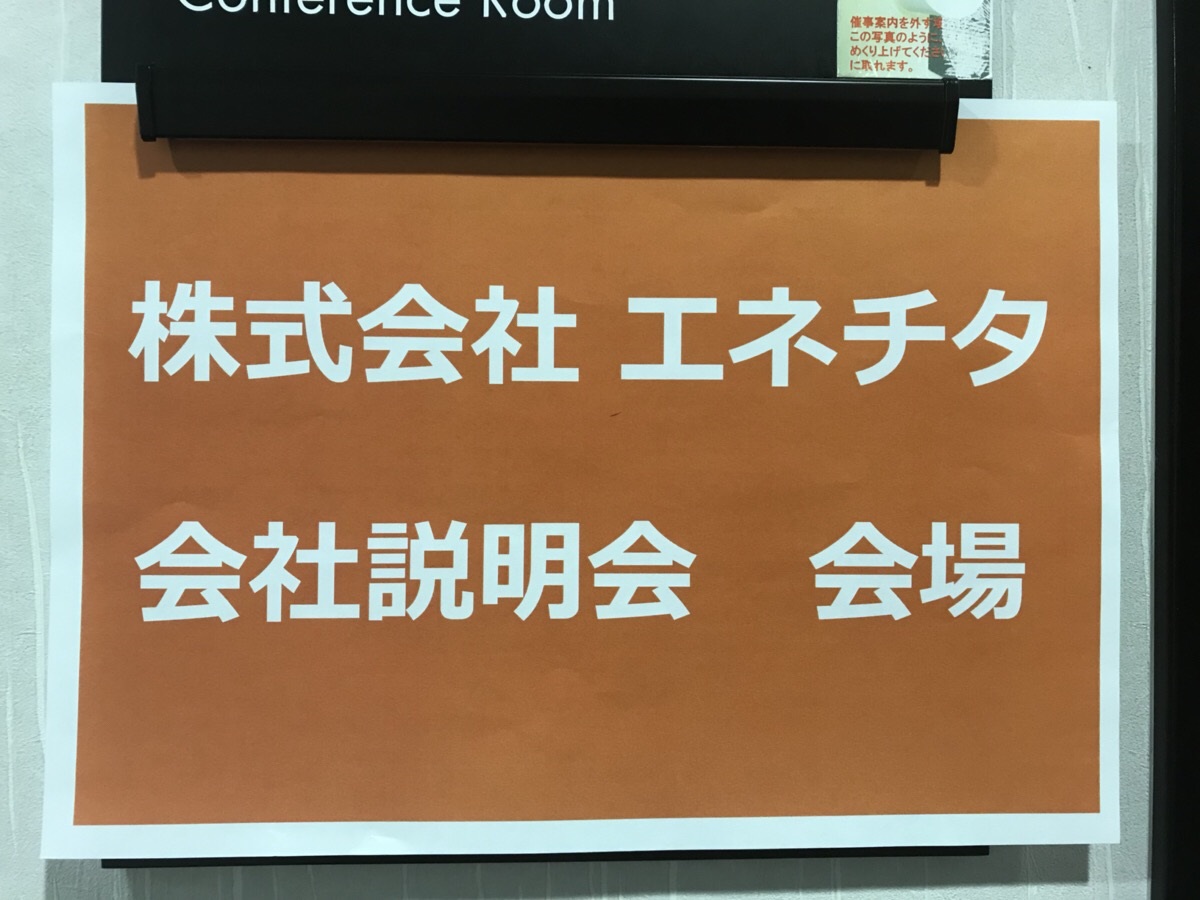 Conference Room
催事案内を外す
この写真のように
めくり上げてくだ
に取れます。
株式会社 エネチタ
会社説明会　会場